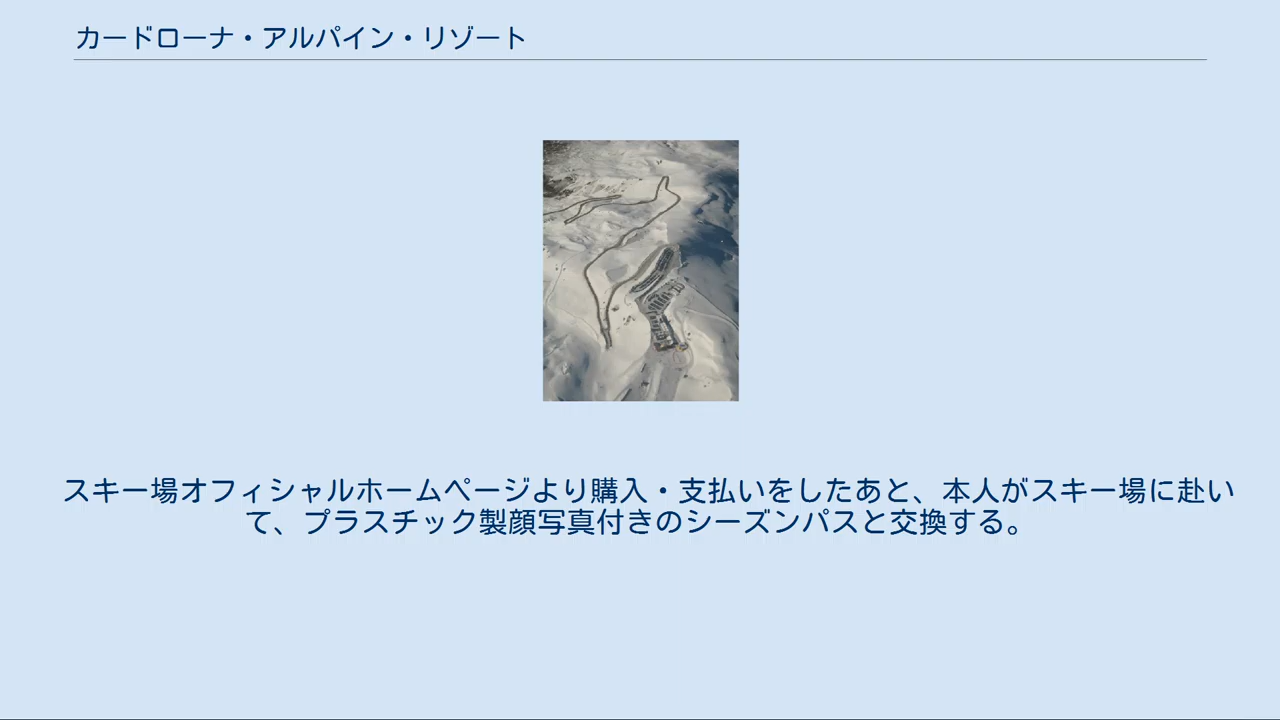 カードローナ・アルパイン・リゾート
スキー場オフィシャルホームページより購入・支払いをしたあと、本人がスキー場に赴い
て、プラスチック製顔写真付きのシーズンパスと交換する。